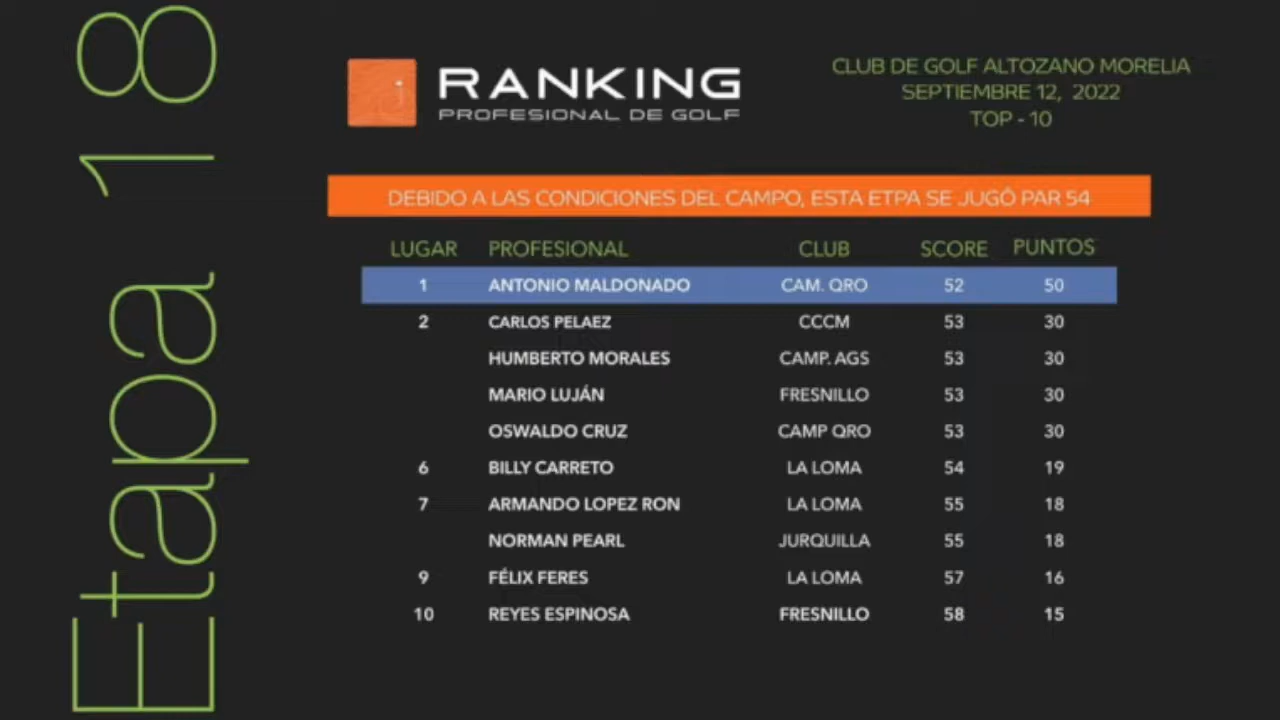 Etapa 18
RANKING
PROFESIONAL DE GOLF
CLUB DE GOLF ALTOZANO MORELIA
SEPTIEMBRE 12, 2022
TOP - 10
DEBIDO A LAS CONDICIONES DEL CAMPO, ESTA ETPA SE JUGÓ PAR 54
LUGAR PROFESIONAL CLUB SCORE PUNTOS
1 ANTONIO MALDONADO CAM. QRO 52 50
2 CARLOS PELAEZ CCCM 53 30
HUMBERTO MORALES CAMP. AGS 53 30
MARIO LUJÁN FRESNILLO 53 30
OSWALDO CRUZ CAMP QRO 53 30
6 BILLY CARRETO LA LOMA 54 19
7 ARMANDO LOPEZ RON LA LOMA 55 18
NORMAN PEARL JURQUILLA 55 18
9 FÉLIX FERES LA LOMA 57 16
10 REYES ESPINOSA FRESNILLO 58 15